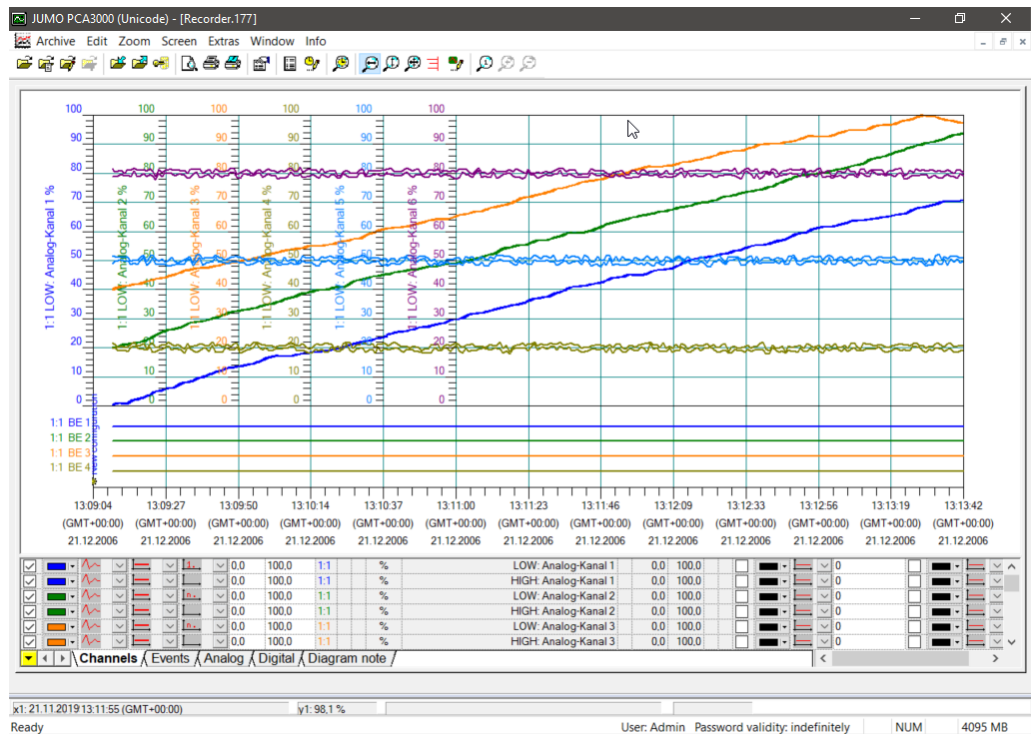 JUMO PCA3000 (Unicode) - [Recorder.177]
Archive Edit Zoom Screen Extras Window Info
100 100 100 100 100 100
90 90 90 90 90 90
80 80 80 80 80 80
70 70 70 70 70 70
60 60 60 60 60 60
50 50 50 50 50 50
40 40 40 40 40 40
30 30 30 30 30 30
20 20 20 20 20 20
10 10 10 10 10 10
0 0 0 0 0 0
1:1 LOW: Analog-Kanal 1 %
1:1 LOW: Analog-Kanal 2 %
1:1 LOW: Analog-Kanal 3 %
1:1 LOW: Analog-Kanal 4 %
1:1 LOW: Analog-Kanal 5 %
1:1 LOW: Analog-Kanal 6 %
New configuration
1:1 BE 1
1:1 BE 2
1:1 BE 3
1:1 BE 4
13:09:04 13:09:27 13:09:50 13:10:14 13:10:37 13:11:00 13:11:23 13:11:46 13:12:09 13:12:33 13:12:56 13:13:19 13:13:42
(GMT+00:00) (GMT+00:00) (GMT+00:00) (GMT+00:00) (GMT+00:00) (GMT+00:00) (GMT+00:00) (GMT+00:00) (GMT+00:00) (GMT+00:00) (GMT+00:00) (GMT+00:00) (GMT+00:00)
21.12.2006 21.12.2006 21.12.2006 21.12.2006 21.12.2006 21.12.2006 21.12.2006 21.12.2006 21.12.2006 21.12.2006 21.12.2006 21.12.2006 21.12.2006
1. 0,0 100,0 1:1 % LOW: Analog-Kanal 1 0,0 100,0 0
0,0 100,0 1:1 % HIGH: Analog-Kanal 1 0,0 100,0 0
n. 0,0 100,0 1:1 % LOW: Analog-Kanal 2 0,0 100,0 0
0,0 100,0 1:1 % HIGH: Analog-Kanal 2 0,0 100,0 0
n. 0,0 100,0 1:1 % LOW: Analog-Kanal 3 0,0 100,0 0
0,0 100,0 1:1 % HIGH: Analog-Kanal 3 0,0 100,0 0
Channels Events Analog Digital Diagram note
x1: 21.11.2019 13:11:55 (GMT+00:00) y1: 98,1 %
Ready User: Admin Password validity: indefinitely NUM 4095 MB